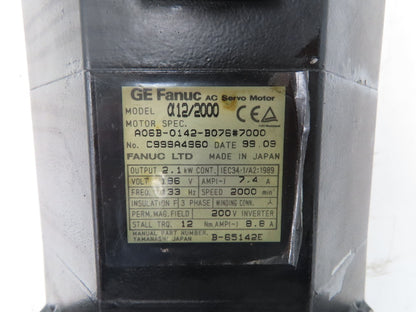 GE Fanuc AC Servo Motor
MODEL α12/2000
MOTOR SPEC.
A06B-0142-B076#7000
No. C999A4960 DATE 99.09
FANUC LTD MADE IN JAPAN
OUTPUT 2.1 kW CONT. IEC34-1/A2:1989
VOLT 136 V AMP(~) 7.4 A
FREQ. 133 Hz SPEED 2000 min⁻¹
INSULATION F 3 PHASE WINDING CONN.
PERM.MAG.FIELD 200V INVERTER
STALL TRQ. 12 Nm AMP(~) 8.8 A
MANUAL PART NUMBER. B-65142E
YAMANASHI JAPAN